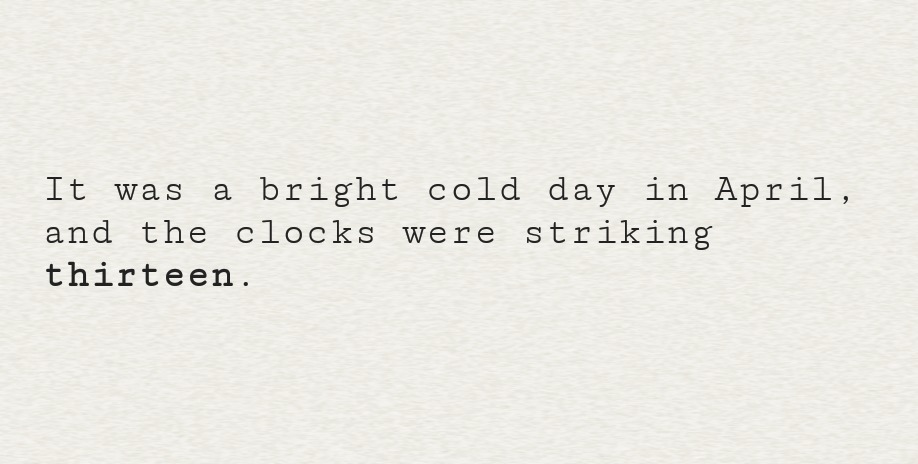 It was a bright cold day in April,
and the clocks were striking
thirteen.